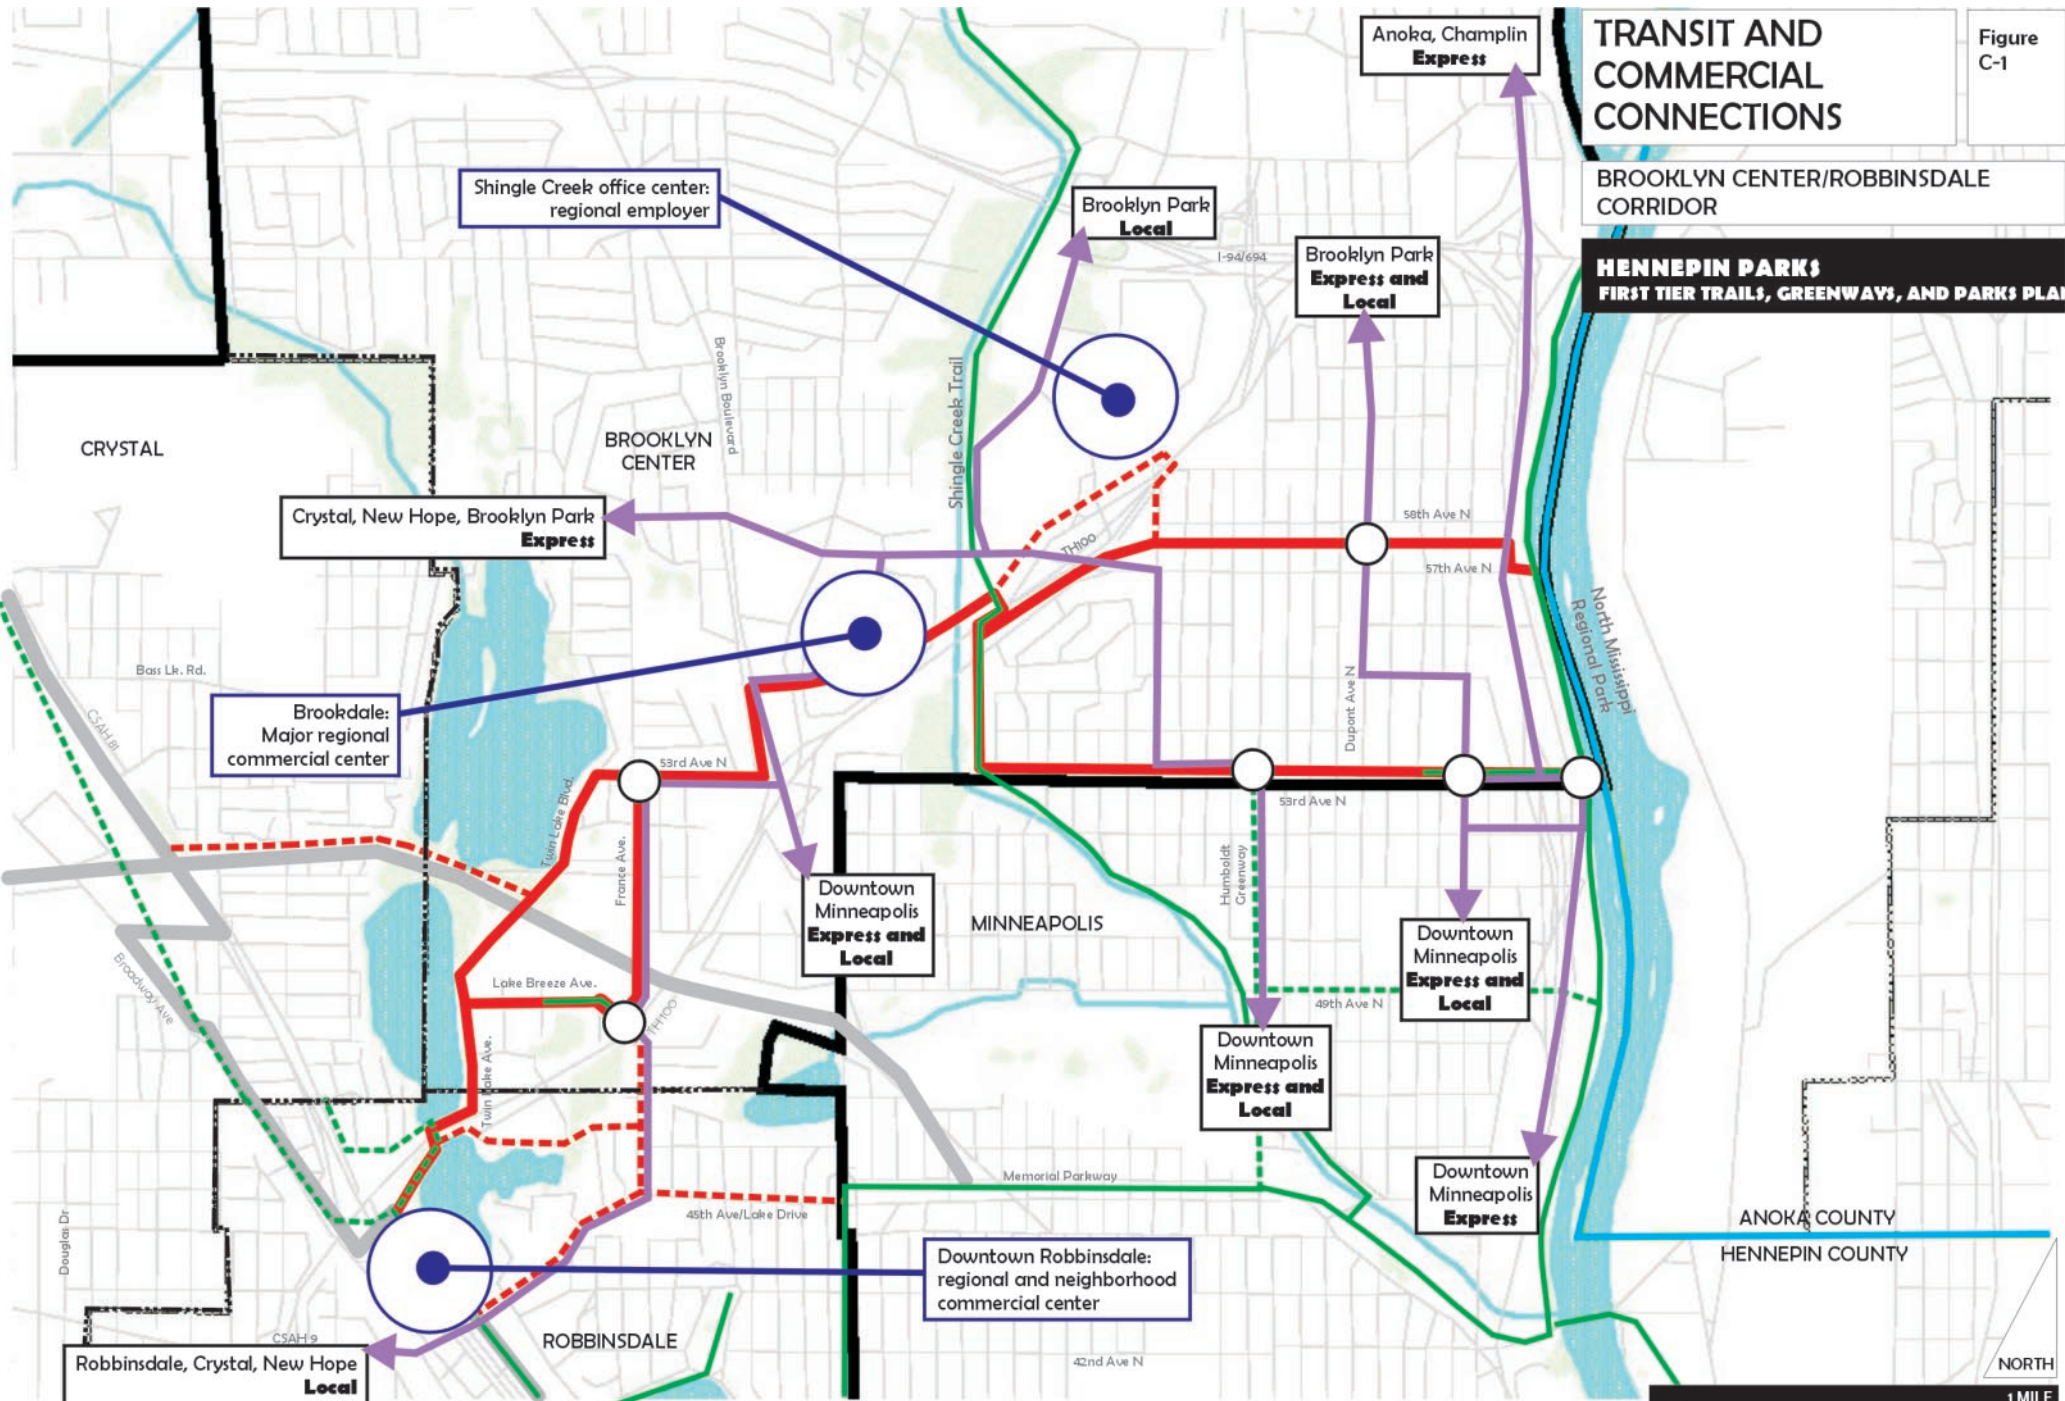 TRANSIT AND
COMMERCIAL
CONNECTIONS
Figure
C-1
BROOKLYN CENTER/ROBBINSDALE
CORRIDOR
HENNEPIN PARKS
FIRST TIER TRAILS, GREENWAYS, AND PARKS PLA
Anoka, Champlin
Express
Shingle Creek office center:
regional employer
Brooklyn Park
Local
I-94/694
Brooklyn Park
Express and
Local
Brooklyn Boulevard
Shingle Creek Trail
CRYSTAL
BROOKLYN
CENTER
Crystal, New Hope, Brooklyn Park
Express
58th Ave N
TH100
57th Ave N
North Mississippi
Regional Park
Bass Lk. Rd.
CSAH 81
Brookdale:
Major regional
commercial center
Dupont Ave N
53rd Ave N
53rd Ave N
Twin Lake Blvd.
France Ave.
Humboldt
Greenway
Downtown
Minneapolis
Express and
Local
MINNEAPOLIS
Downtown
Minneapolis
Express and
Local
Broadway Ave
Lake Breeze Ave.
TH100
49th Ave N
Downtown
Minneapolis
Express and
Local
Twin Lake Ave.
Memorial Parkway
Downtown
Minneapolis
Express
45th Ave/Lake Drive
Douglas Dr
ANOKA COUNTY
HENNEPIN COUNTY
Downtown Robbinsdale:
regional and neighborhood
commercial center
CSAH 9
ROBBINSDALE
42nd Ave N
Robbinsdale, Crystal, New Hope
Local
NORTH
1 MILE